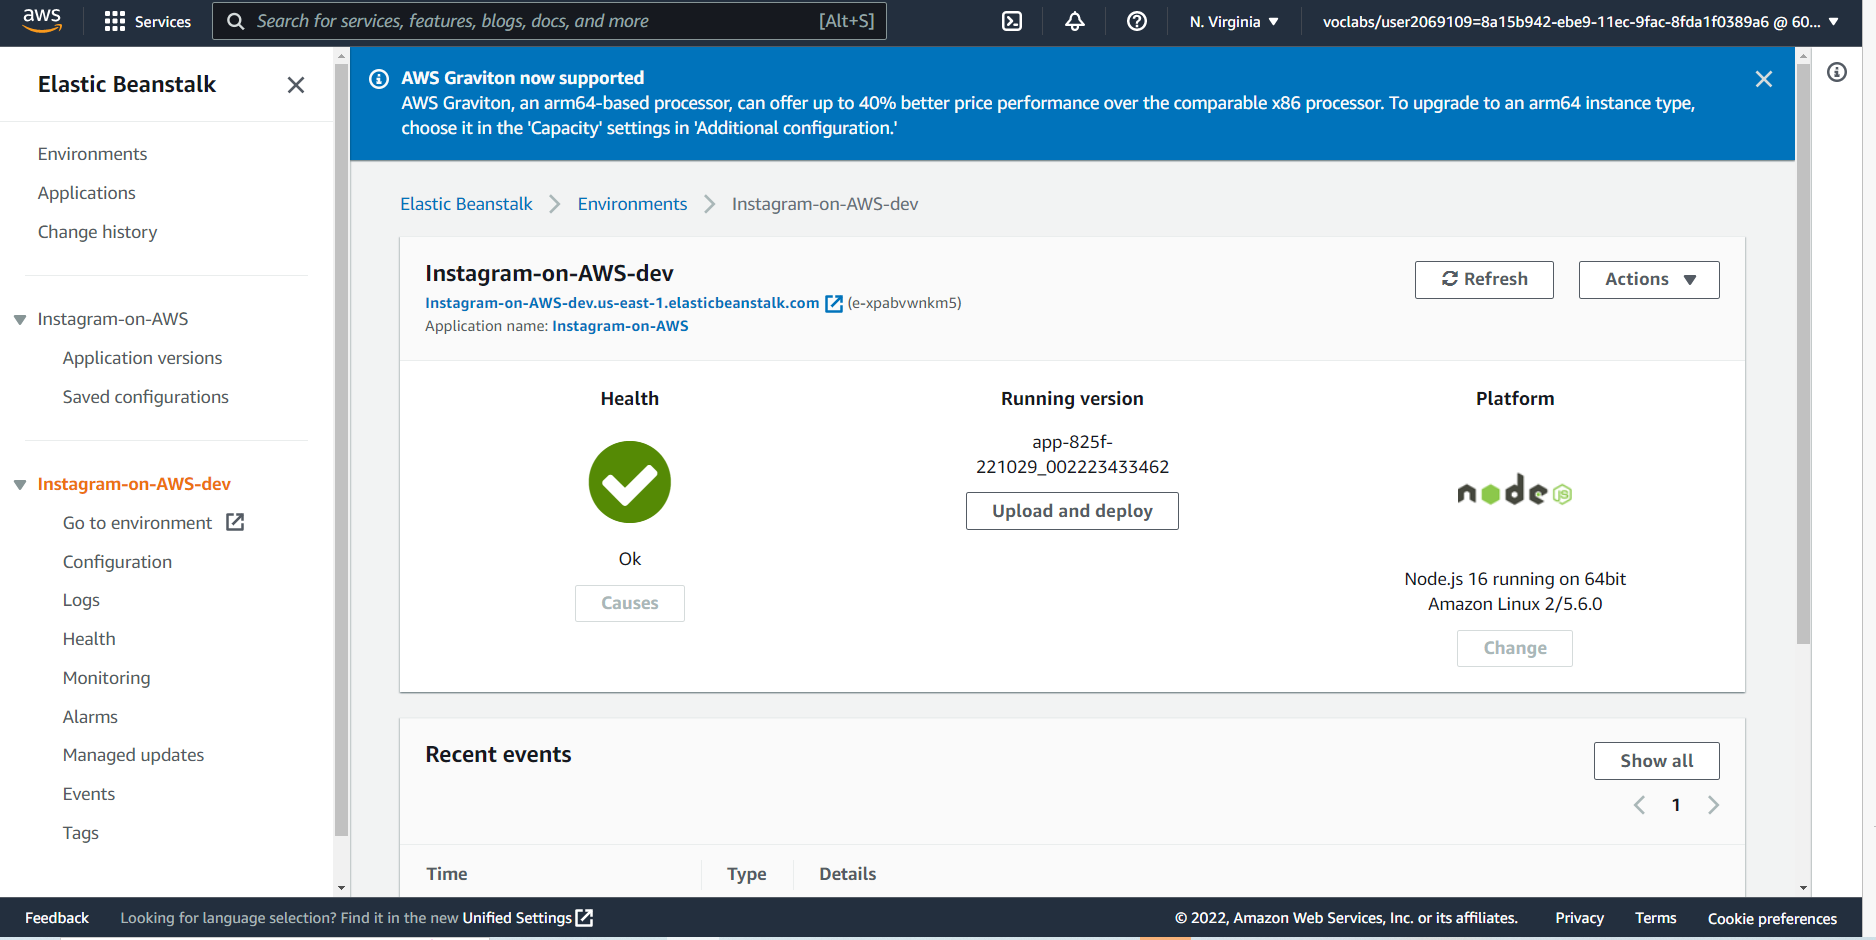 aws
Services
Search for services, features, blogs, docs, and more
[Alt+S]
N. Virginia
voclabs/user2069109=8a15b942-ebe9-11ec-9fac-8fda1f0389a6 @ 60...
Elastic Beanstalk
Environments
Applications
Change history
Instagram-on-AWS
Application versions
Saved configurations
Instagram-on-AWS-dev
Go to environment
Configuration
Logs
Health
Monitoring
Alarms
Managed updates
Events
Tags
AWS Graviton now supported
AWS Graviton, an arm64-based processor, can offer up to 40% better price performance over the comparable x86 processor. To upgrade to an arm64 instance type,
choose it in the 'Capacity' settings in 'Additional configuration.'
Elastic Beanstalk
Environments
Instagram-on-AWS-dev
Instagram-on-AWS-dev
Instagram-on-AWS-dev.us-east-1.elasticbeanstalk.com (e-xpabvwnkm5)
Application name: Instagram-on-AWS
Refresh
Actions
Health
Ok
Causes
Running version
app-825f-
221029_002223433462
Upload and deploy
Platform
node JS
Node.js 16 running on 64bit
Amazon Linux 2/5.6.0
Change
Recent events
Show all
1
Time
Type
Details
Feedback
Looking for language selection? Find it in the new Unified Settings
© 2022, Amazon Web Services, Inc. or its affiliates.
Privacy
Terms
Cookie preferences